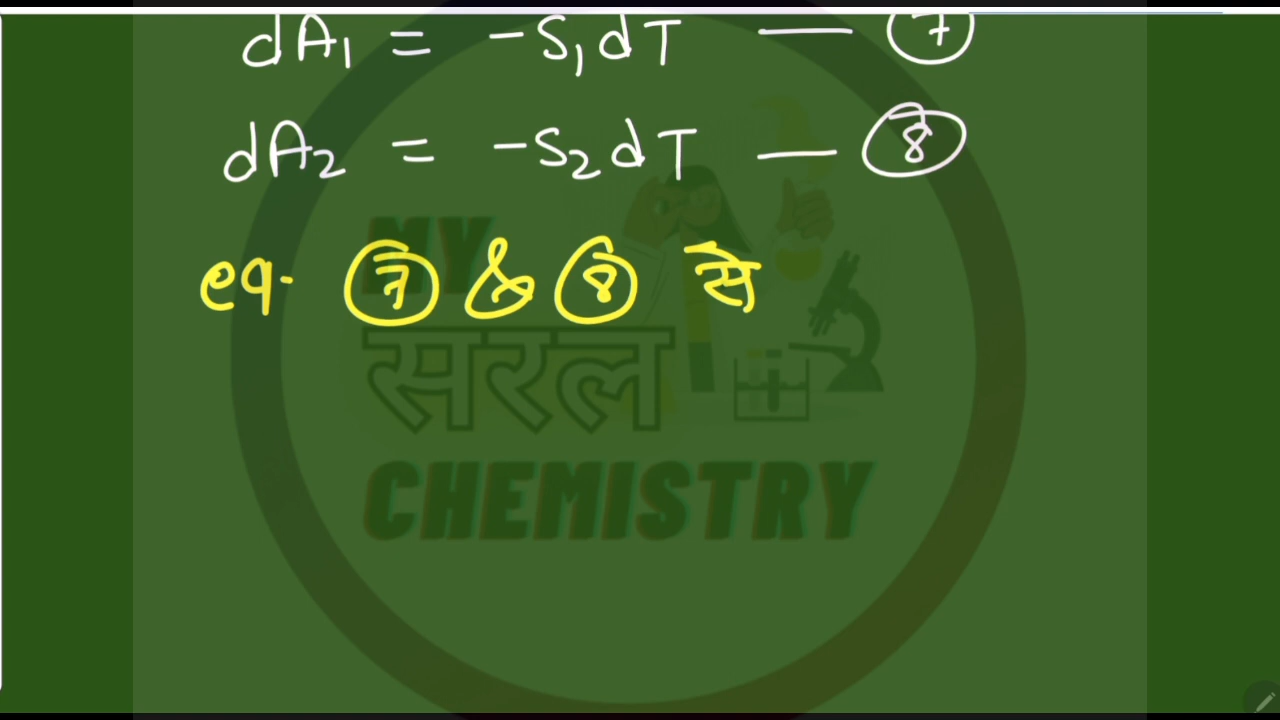 dA₁ = -S₁dT — ⑦
dA₂ = -S₂dT — ⑧
eq. ⑦ & ⑧ से
MY
सरल
CHEMISTRY